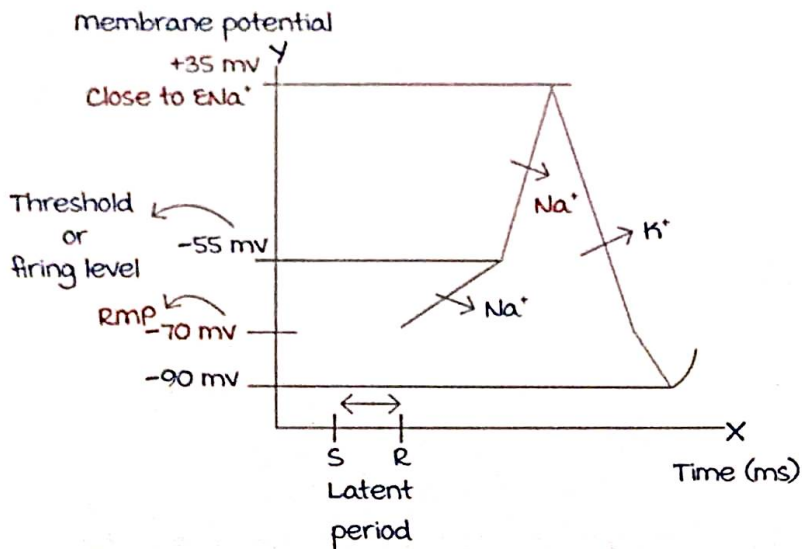 membrane potential
Y
+35 mv
Close to ENa⁺
Threshold
or
firing level
-55 mv
Na⁺
K⁺
Na⁺
RMP
-70 mv
-90 mv
X
S R
Time (ms)
Latent
period